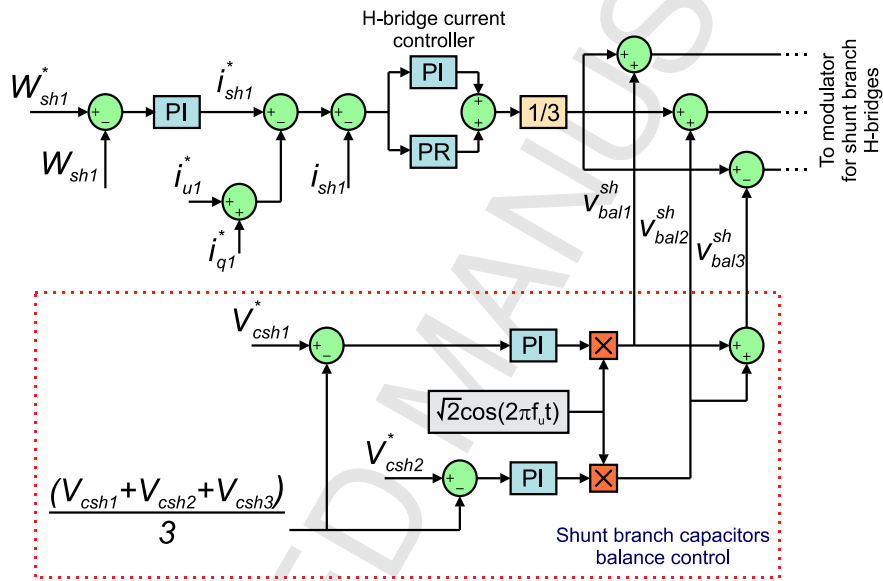 H-bridge current
controller
W*sh1
+
−
PI
i*sh1
+
−
+
−
PI
PR
+
+
1/3
+
+
+
+
+
−
To modulator
for shunt branch
H-bridges
Wsh1
i*u1
+
+
i*q1
ish1
vshbal1
vshbal2
vshbal3
V*csh1
+
−
PI
×
+
+
√2cos(2πfut)
V*csh2
+
−
PI
×
(Vcsh1+Vcsh2+Vcsh3)
3
Shunt branch capacitors
balance control
ED MANUS